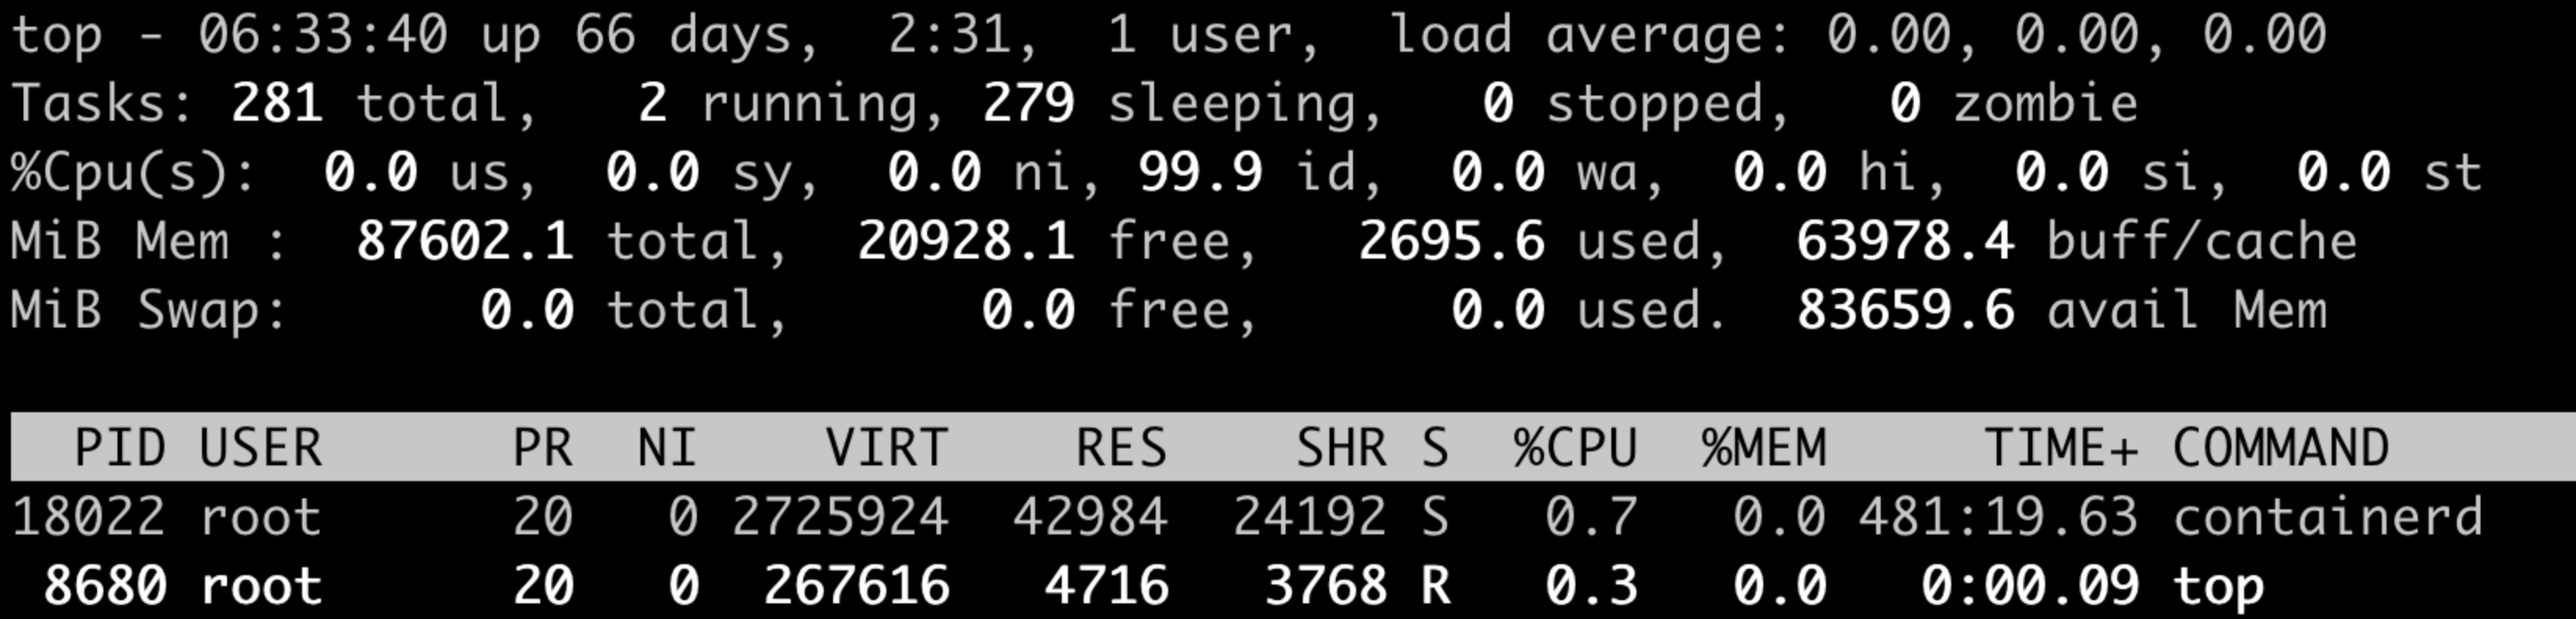 top - 06:33:40 up 66 days,  2:31,  1 user,  load average: 0.00, 0.00, 0.00
Tasks: 281 total,   2 running, 279 sleeping,   0 stopped,   0 zombie
%Cpu(s):  0.0 us,  0.0 sy,  0.0 ni, 99.9 id,  0.0 wa,  0.0 hi,  0.0 si,  0.0 st
MiB Mem :  87602.1 total,  20928.1 free,   2695.6 used,  63978.4 buff/cache
MiB Swap:      0.0 total,      0.0 free,      0.0 used.  83659.6 avail Mem
  PID USER      PR  NI    VIRT    RES    SHR S  %CPU  %MEM     TIME+ COMMAND
18022 root      20   0 2725924  42984  24192 S   0.7   0.0 481:19.63 containerd
 8680 root      20   0  267616   4716   3768 R   0.3   0.0   0:00.09 top